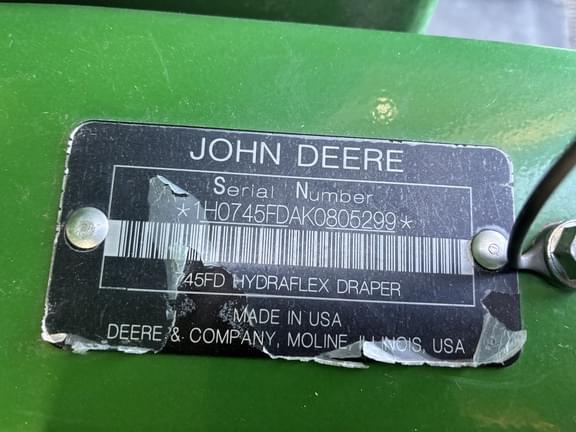 JOHN DEERE
Serial Number
*1H0745FDAK0805299*
745FD HYDRAFLEX DRAPER
MADE IN USA
DEERE & COMPANY, MOLINE, ILLINOIS, USA